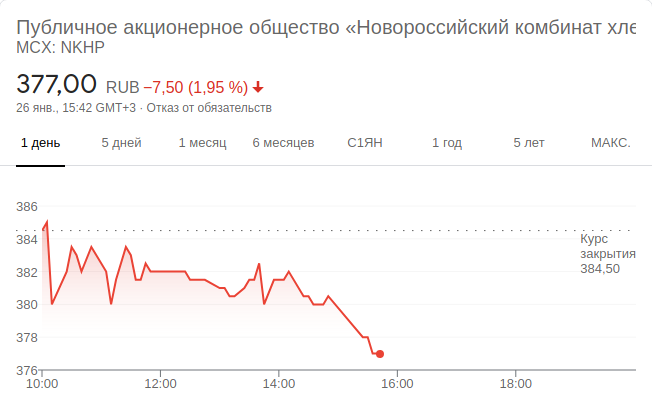 Публичное акционерное общество «Новороссийский комбинат хле
MCX: NKHP
377,00 RUB −7,50 (1,95 %)
26 янв., 15:42 GMT+3 · Отказ от обязательств
1 день 5 дней 1 месяц 6 месяцев С1ЯН 1 год 5 лет МАКС.
386
384
382
380
378
376
Курс
закрытия
384,50
10:00 12:00 14:00 16:00 18:00